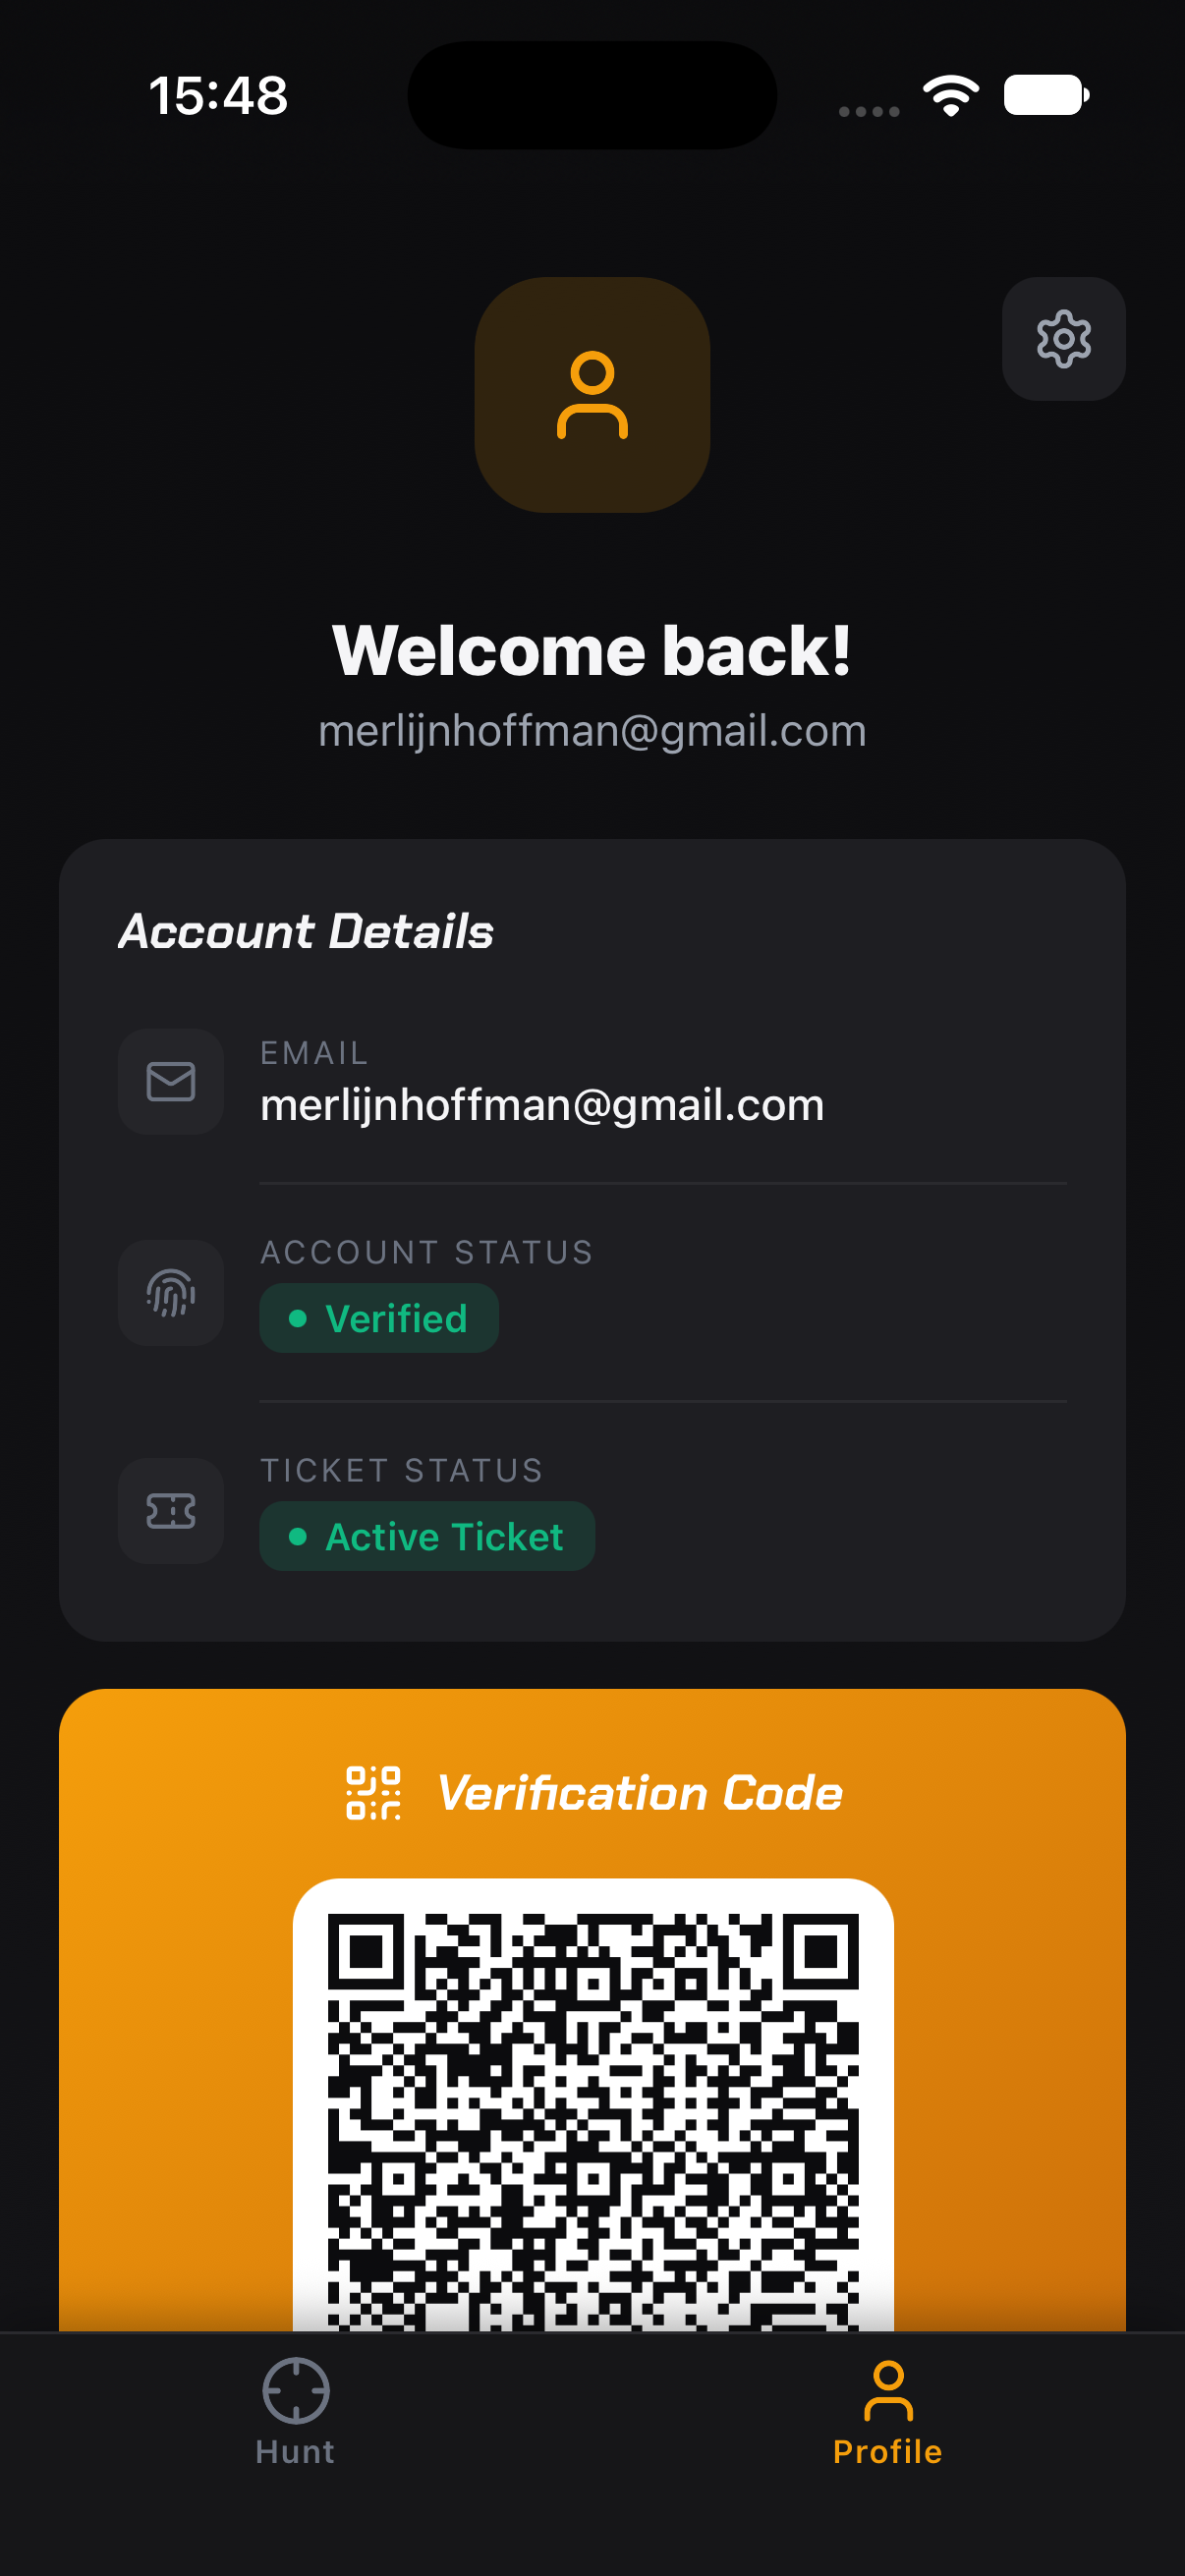 15:48
Welcome back!
merlijnhoffman@gmail.com
Account Details
EMAIL
merlijnhoffman@gmail.com
ACCOUNT STATUS
Verified
TICKET STATUS
Active Ticket
Verification Code
Hunt
Profile